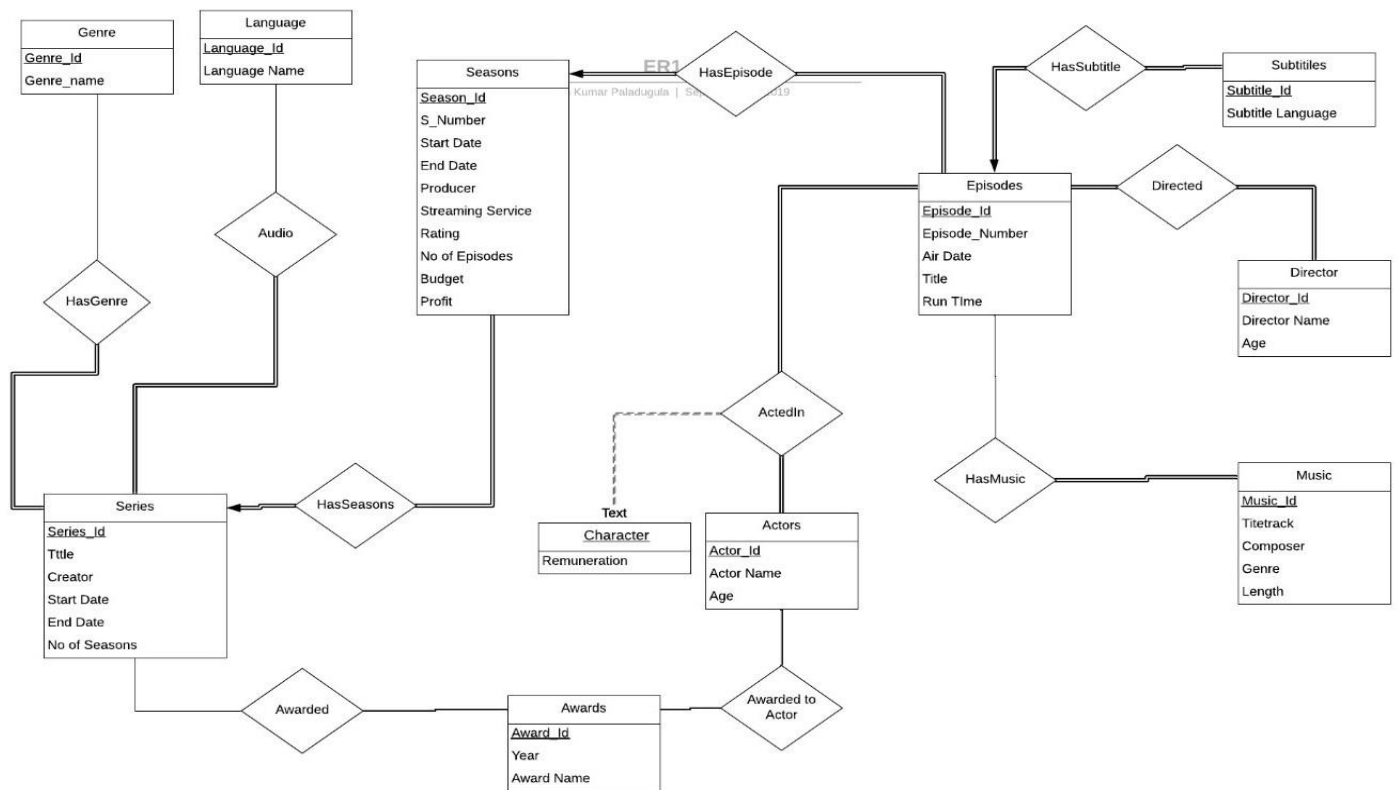 Genre
Genre_Id
Genre_name
Language
Language_Id
Language Name
HasGenre
Audio
Seasons
Season_Id
S_Number
Start Date
End Date
Producer
Streaming Service
Rating
No of Episodes
Budget
Profit
ER1
Kumar Paladugula | Sep
019
HasEpisode
HasSubtitle
Subtitiles
Subtitle_Id
Subtitle Language
Episodes
Episode_Id
Episode_Number
Air Date
Title
Run TIme
Directed
Director
Director_Id
Director Name
Age
ActedIn
HasMusic
Music
Music_Id
Titetrack
Composer
Genre
Length
Series
Series_Id
Tttle
Creator
Start Date
End Date
No of Seasons
HasSeasons
Text
Character
Remuneration
Actors
Actor_Id
Actor Name
Age
Awarded
Awards
Award_Id
Year
Award Name
Awarded to
Actor